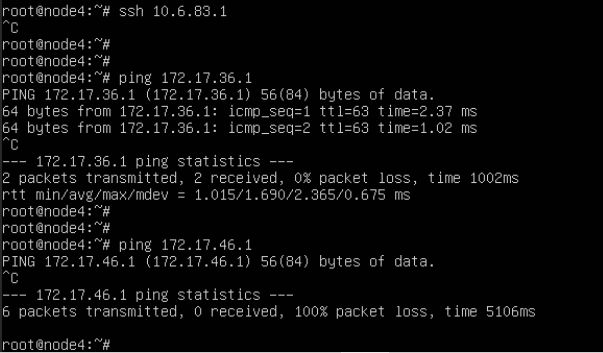 root@node4:~# ssh 10.6.83.1
^C
root@node4:~#
root@node4:~#
root@node4:~# ping 172.17.36.1
PING 172.17.36.1 (172.17.36.1) 56(84) bytes of data.
64 bytes from 172.17.36.1: icmp_seq=1 ttl=63 time=2.37 ms
64 bytes from 172.17.36.1: icmp_seq=2 ttl=63 time=1.02 ms
^C
--- 172.17.36.1 ping statistics ---
2 packets transmitted, 2 received, 0% packet loss, time 1002ms
rtt min/avg/max/mdev = 1.015/1.690/2.365/0.675 ms
root@node4:~#
root@node4:~#
root@node4:~# ping 172.17.46.1
PING 172.17.46.1 (172.17.46.1) 56(84) bytes of data.
^C
--- 172.17.46.1 ping statistics ---
6 packets transmitted, 0 received, 100% packet loss, time 5106ms

root@node4:~#